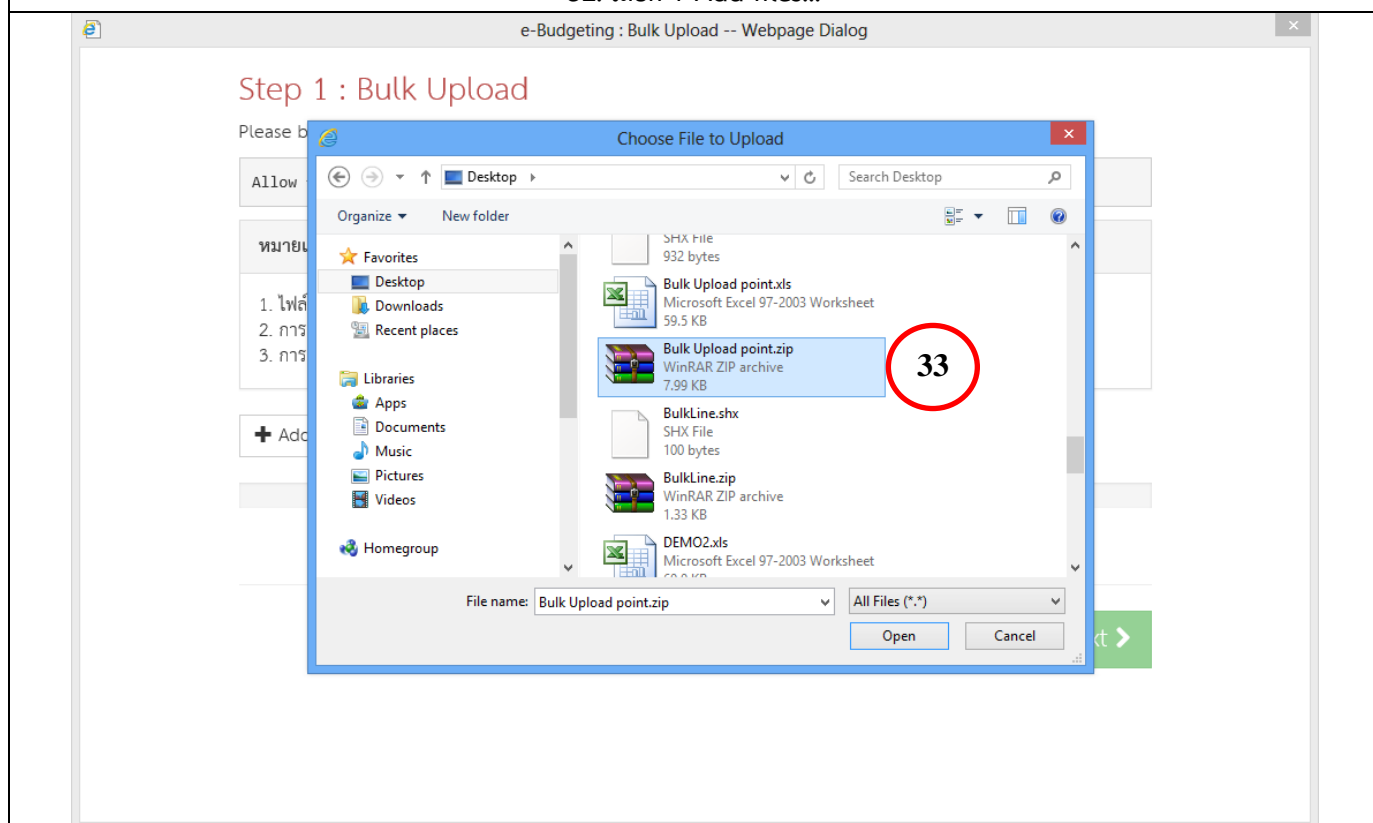 e-Budgeting : Bulk Upload -- Webpage Dialog
Step 1 : Bulk Upload
Please b
Choose File to Upload
Allow
Desktop
Search Desktop
Organize
New folder
หมายเ
1. ไฟล์
2. การ
3. การ
Add
Favorites
Desktop
Downloads
Recent places
Libraries
Apps
Documents
Music
Pictures
Videos
Homegroup
SHX File
932 bytes
Bulk Upload point.xls
Microsoft Excel 97-2003 Worksheet
59.5 KB
Bulk Upload point.zip
WinRAR ZIP archive
7.99 KB
33
BulkLine.shx
SHX File
100 bytes
BulkLine.zip
WinRAR ZIP archive
1.33 KB
DEMO2.xls
Microsoft Excel 97-2003 Worksheet
File name: Bulk Upload point.zip
All Files (*.*)
Open Cancel
xt